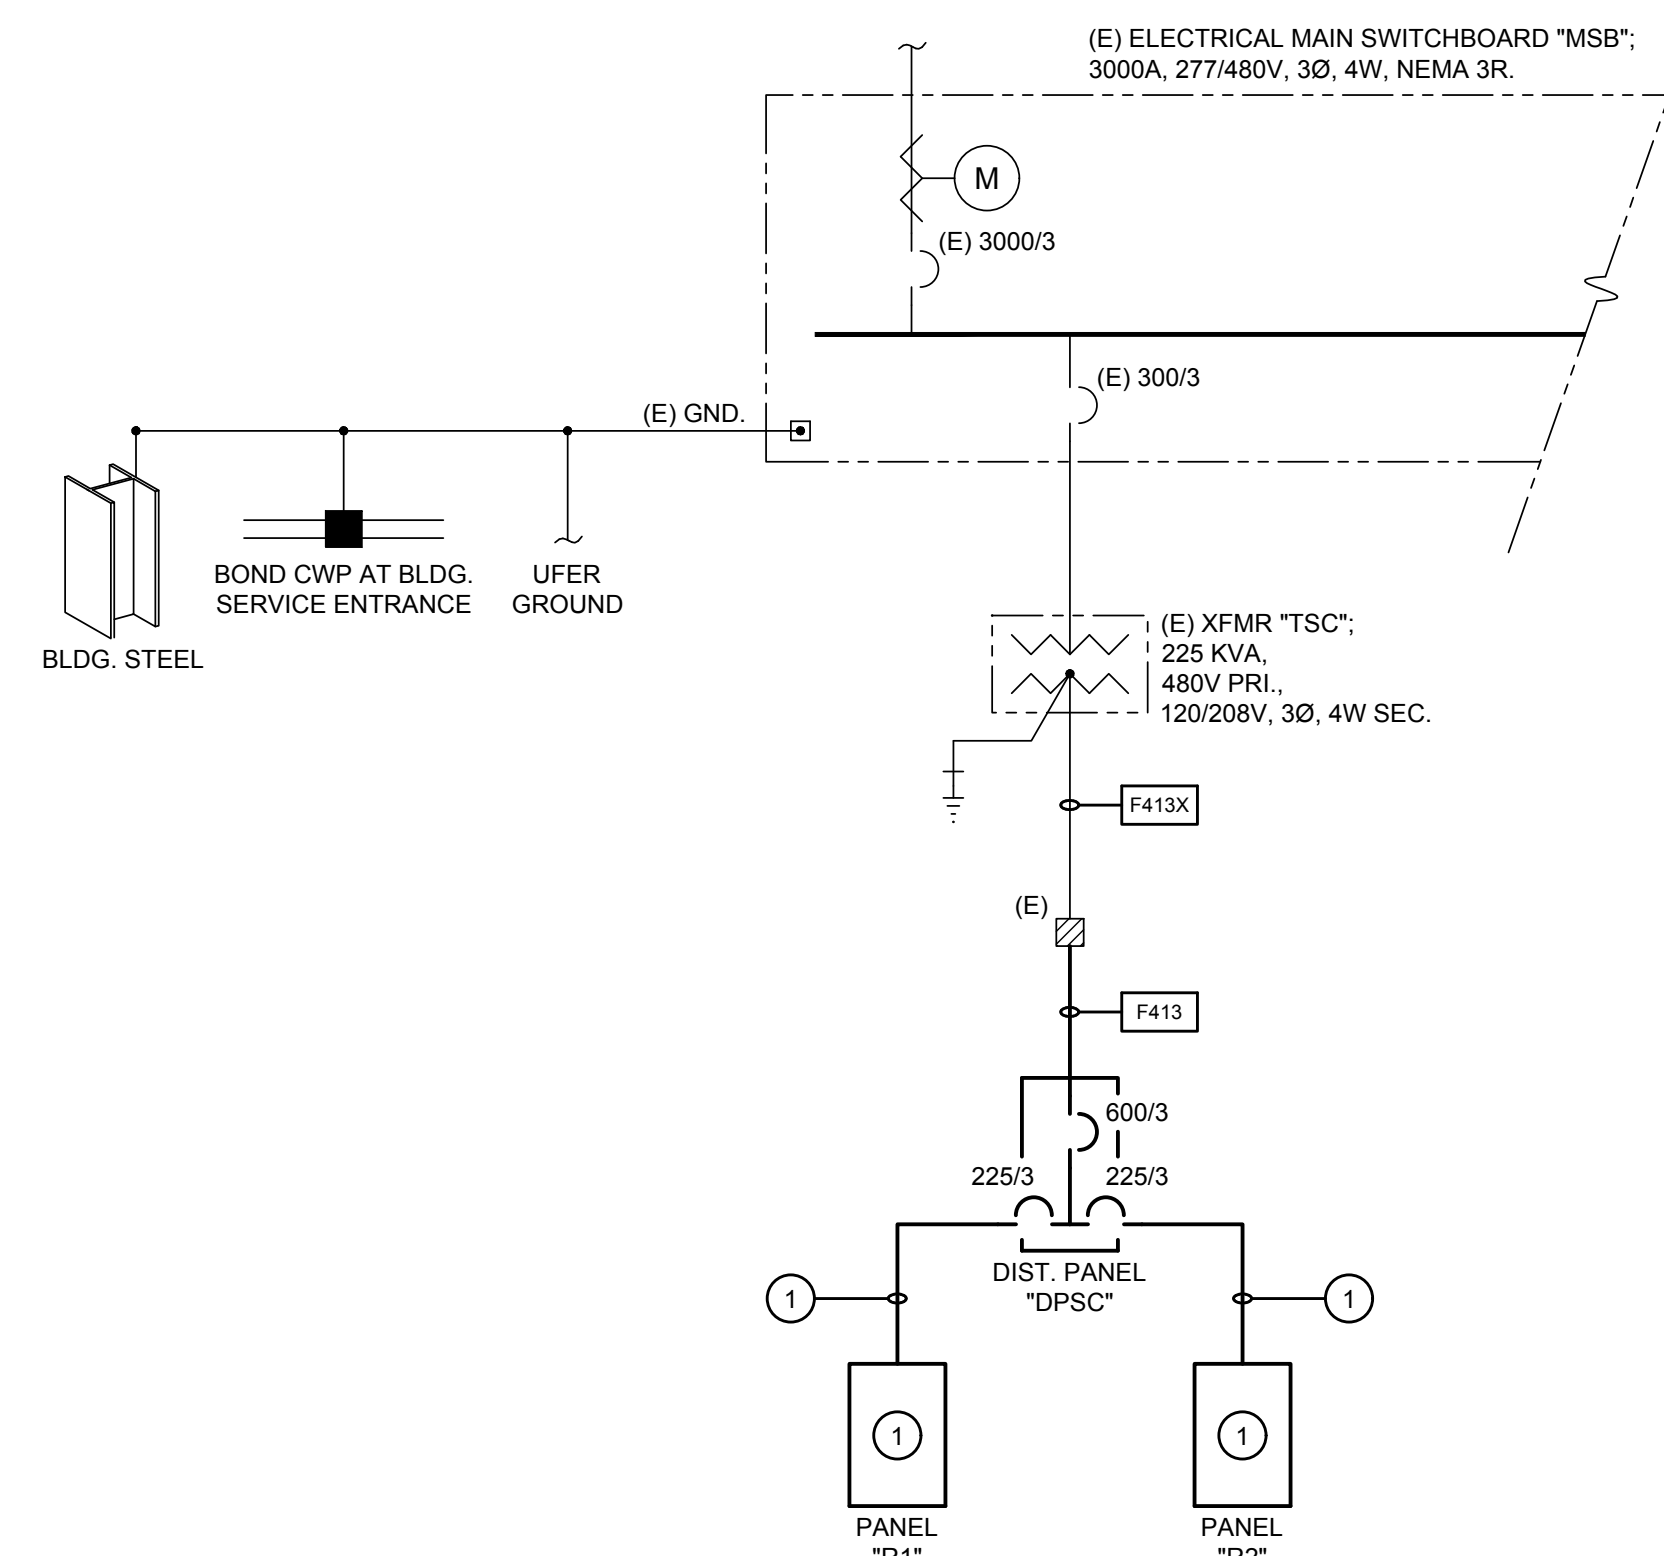 (E) ELECTRICAL MAIN SWITCHBOARD "MSB";
3000A, 277/480V, 3Ø, 4W, NEMA 3R.
M
(E) 3000/3
(E) 300/3
(E) GND.
BOND CWP AT BLDG.
SERVICE ENTRANCE
UFER
GROUND
BLDG. STEEL
(E) XFMR "TSC";
225 KVA,
480V PRI.,
120/208V, 3Ø, 4W SEC.
F413X
(E)
F413
600/3
225/3
225/3
DIST. PANEL
"DPSC"
1
1
1
1
PANEL
PANEL